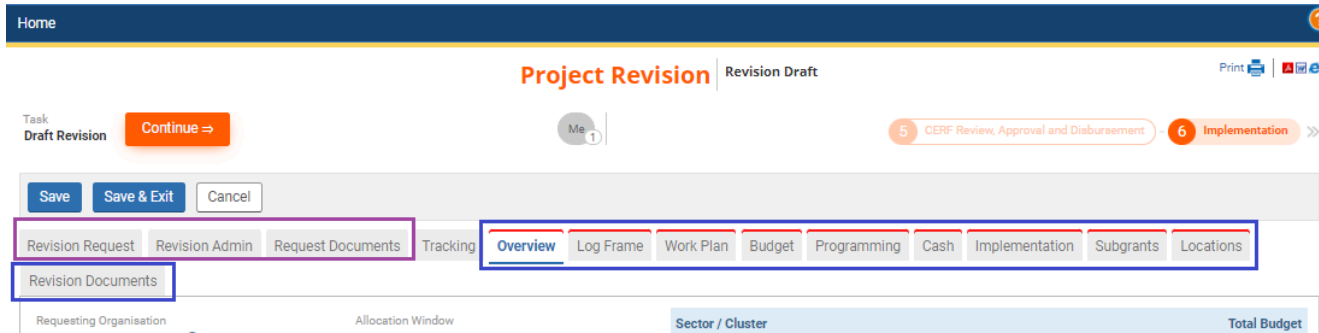 Home
Project Revision Revision Draft
Print
Task
Draft Revision
Continue ⇒
Me 1
5 CERF Review, Approval and Disbursement
6 Implementation
Save Save & Exit Cancel
Revision Request Revision Admin Request Documents Tracking Overview Log Frame Work Plan Budget Programming Cash Implementation Subgrants Locations
Revision Documents
Requesting Organisation Allocation Window Sector / Cluster Total Budget